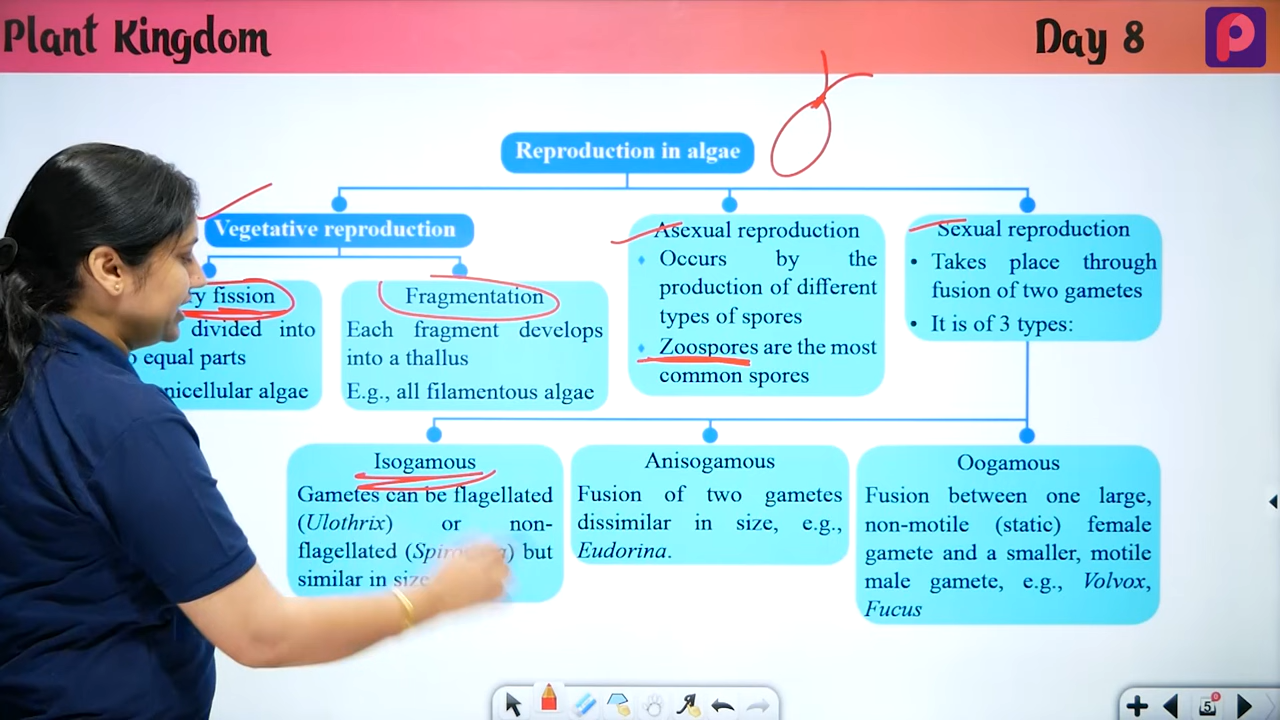 Plant Kingdom
Day 8
Reproduction in algae
Vegetative reproduction
fission
divided into
equal parts
algae
Fragmentation
Each fragment develops
into a thallus
E.g., all filamentous algae
Asexual reproduction
Occurs by the
production of different
types of spores
Zoospores are the most
common spores
Sexual reproduction
• Takes place through
fusion of two gametes
• It is of 3 types:
Isogamous
Gametes can be flagellated
(Ulothrix) or non-
flagellated ( but
similar in size
Anisogamous
Fusion of two gametes
dissimilar in size, e.g.,
Eudorina.
Oogamous
Fusion between one large,
non-motile (static) female
gamete and a smaller, motile
male gamete, e.g., Volvox,
Fucus
5